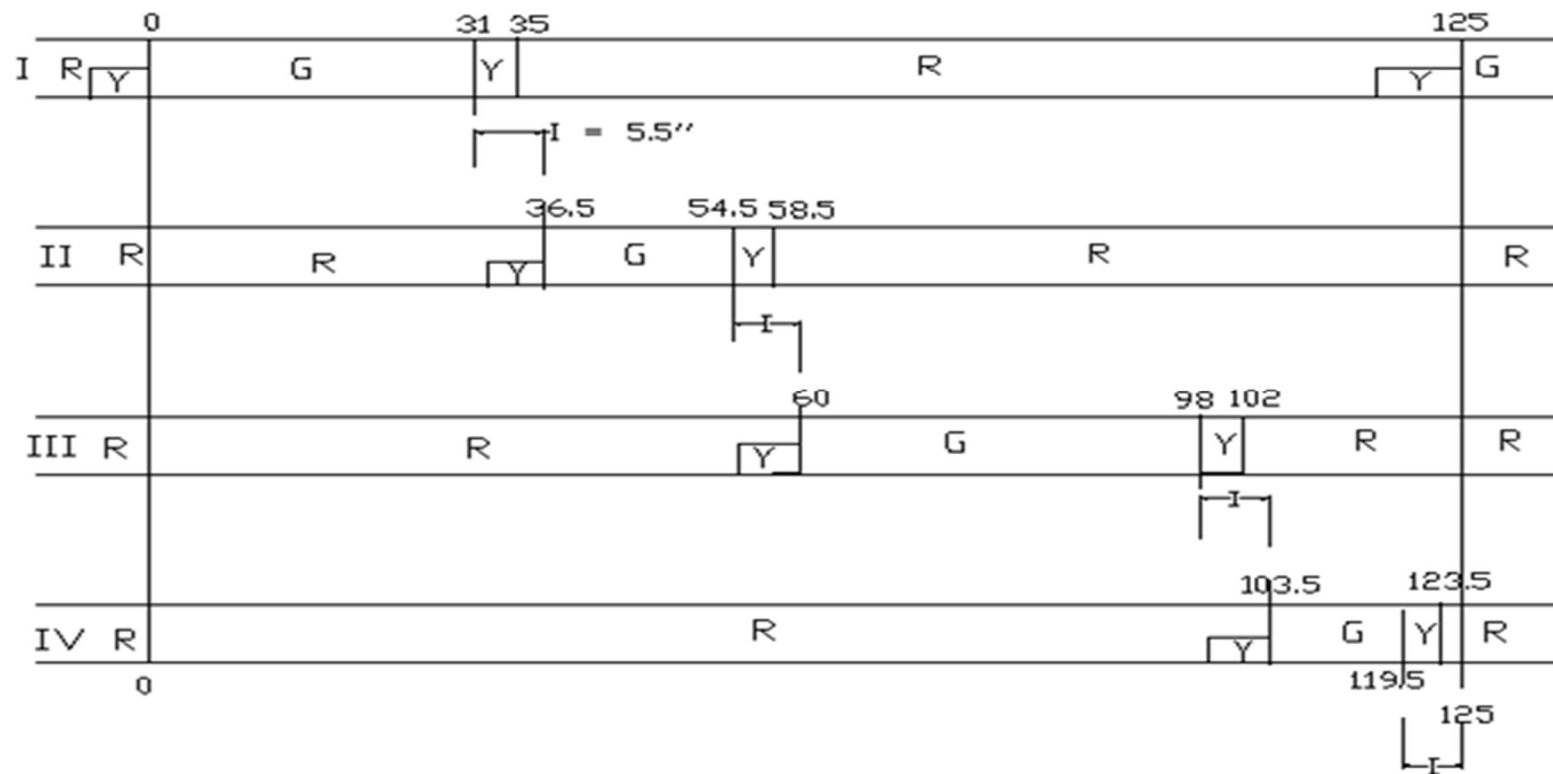 0 31 35 125
I R Y G Y R Y G
I = 5.5″
36.5 54.5 58.5
II R R Y G Y R R
I
60 98 102
III R R Y G Y R R
I
103.5 123.5
IV R R Y G Y R
0 119.5
125
I